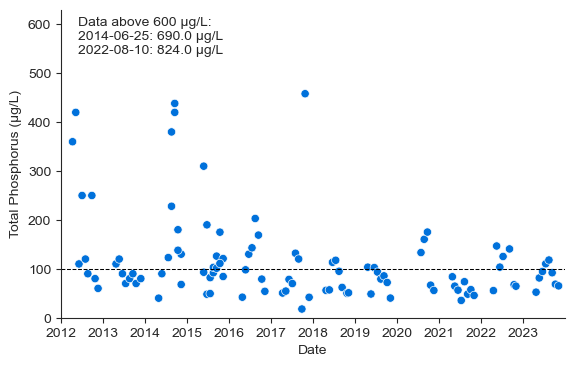 Data above 600 µg/L:
2014-06-25: 690.0 µg/L
2022-08-10: 824.0 µg/L
Total Phosphorus (µg/L)
600
500
400
300
200
100
0
2012 2013 2014 2015 2016 2017 2018 2019 2020 2021 2022 2023
Date